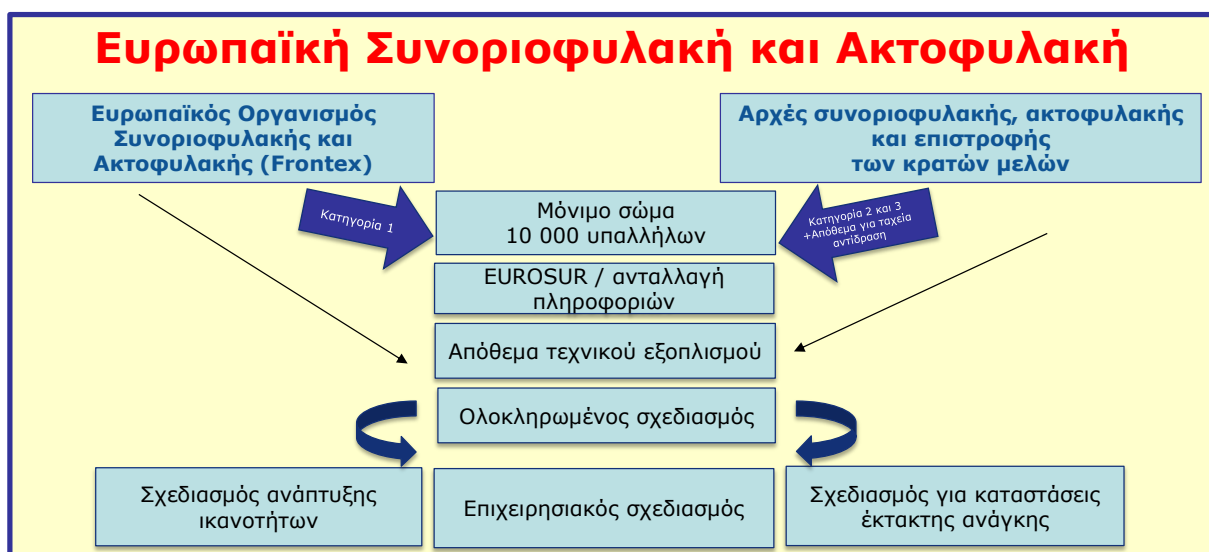 Ευρωπαϊκή Συνοριοφυλακή και Ακτοφυλακή
Ευρωπαϊκός Οργανισμός
Συνοριοφυλακής και
Ακτοφυλακής (Frontex)
Αρχές συνοριοφυλακής, ακτοφυλακής
και επιστροφής
των κρατών μελών
Κατηγορία 1
Μόνιμο σώμα
10 000 υπαλλήλων
Κατηγορία 2 και 3
+Απόθεμα για ταχεία
αντίδραση
EUROSUR / ανταλλαγή
πληροφοριών
Απόθεμα τεχνικού εξοπλισμού
Ολοκληρωμένος σχεδιασμός
Σχεδιασμός ανάπτυξης
ικανοτήτων
Επιχειρησιακός σχεδιασμός
Σχεδιασμός για καταστάσεις
έκτακτης ανάγκης